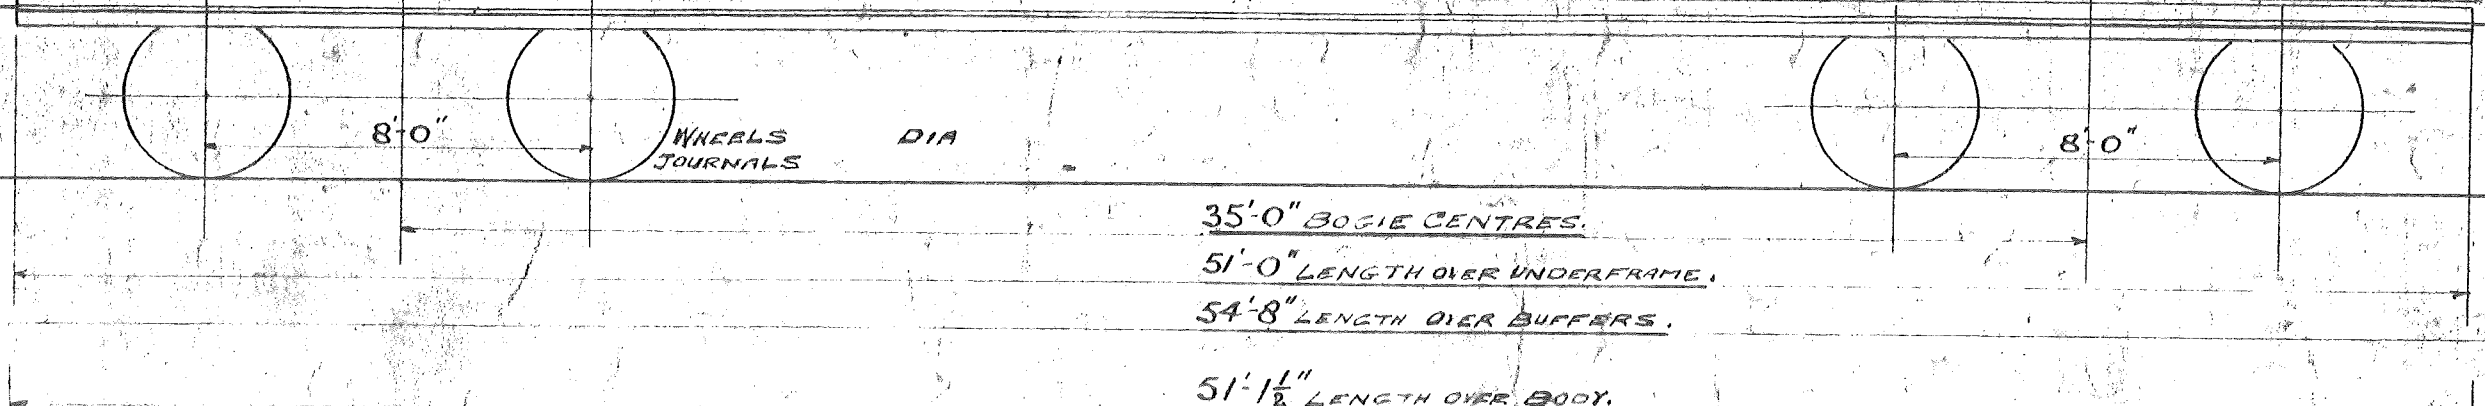 8'-0"
WHEELS DIA
JOURNALS
8'-0"
35'-0" BOGIE CENTRES.
51'-0" LENGTH OVER UNDERFRAME.
54'-8" LENGTH OVER BUFFERS.
51'-1½" LENGTH OVER BODY.